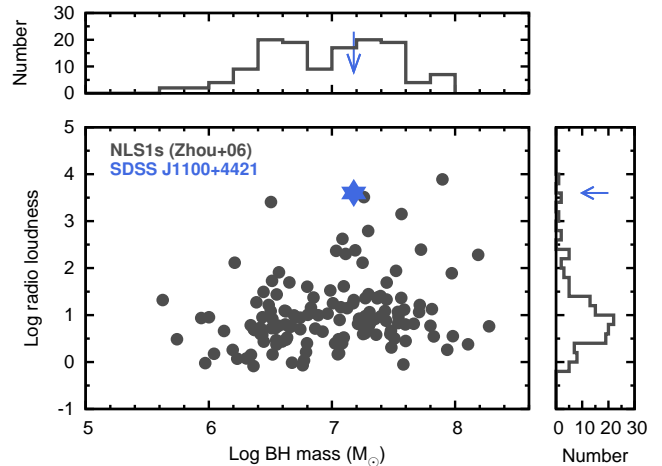 30
20
10
0
Number
5
4
3
2
1
0
-1
Log radio loudness
NLS1s (Zhou+06)
SDSS J1100+4421
5 6 7 8
Log BH mass (M☉)
0 10 20 30
Number